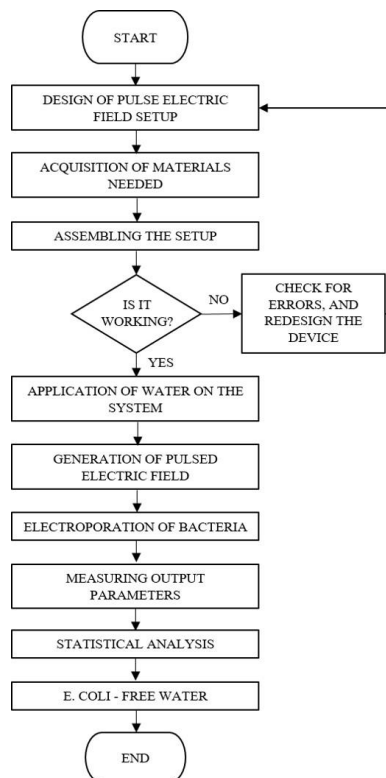 START
DESIGN OF PULSE ELECTRIC
FIELD SETUP
ACQUISITION OF MATERIALS
NEEDED
ASSEMBLING THE SETUP
IS IT
WORKING?
NO
CHECK FOR
ERRORS, AND
REDESIGN THE
DEVICE
YES
APPLICATION OF WATER ON THE
SYSTEM
GENERATION OF PULSED
ELECTRIC FIELD
ELECTROPORATION OF BACTERIA
MEASURING OUTPUT
PARAMETERS
STATISTICAL ANALYSIS
E. COLI - FREE WATER
END